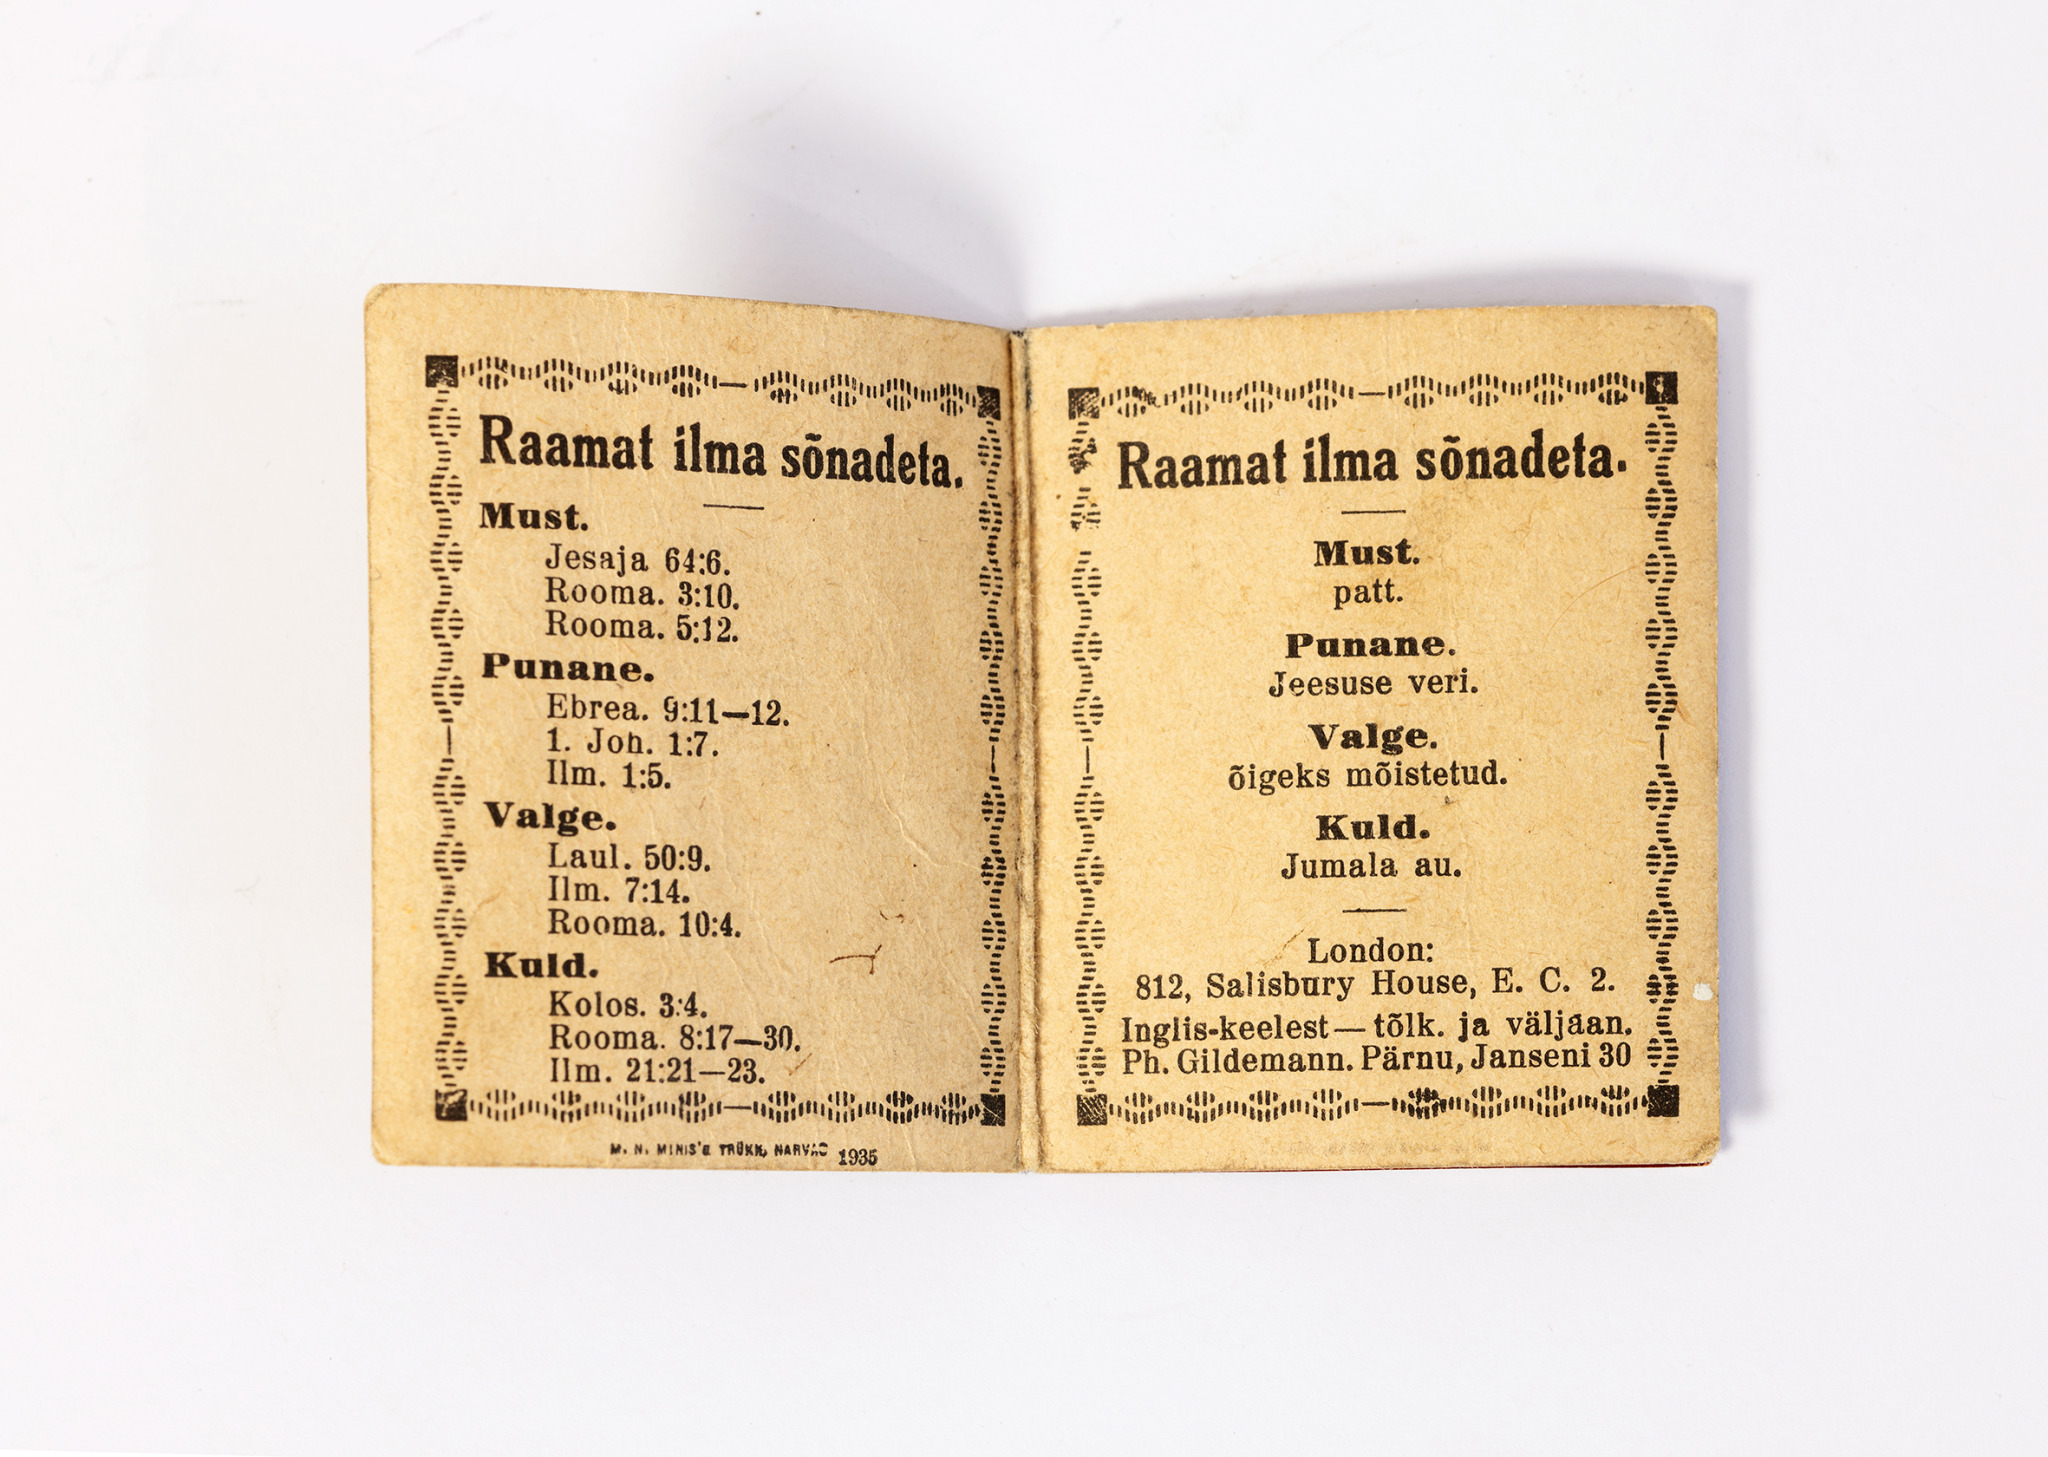 Raamat ilma sõnadeta.
Must.
Jesaja 64:6.
Rooma. 3:10.
Rooma. 5:12.
Punane.
Ebrea. 9:11—12.
1. Joh. 1:7.
Ilm. 1:5.
Valge.
Laul. 50:9.
Ilm. 7:14.
Rooma. 10:4.
Kuld.
Kolos. 3:4.
Rooma. 8:17—30.
Ilm. 21:21—23.
M. N. MINIS'E TRÜKK, NARVAS 1935
Raamat ilma sõnadeta.
Must.
patt.
Punane.
Jeesuse veri.
Valge.
õigeks mõistetud.
Kuld.
Jumala au.
London:
812, Salisbury House, E. C. 2.
Inglis-keelest — tõlk. ja väljaan.
Ph. Gildemann. Pärnu, Janseni 30